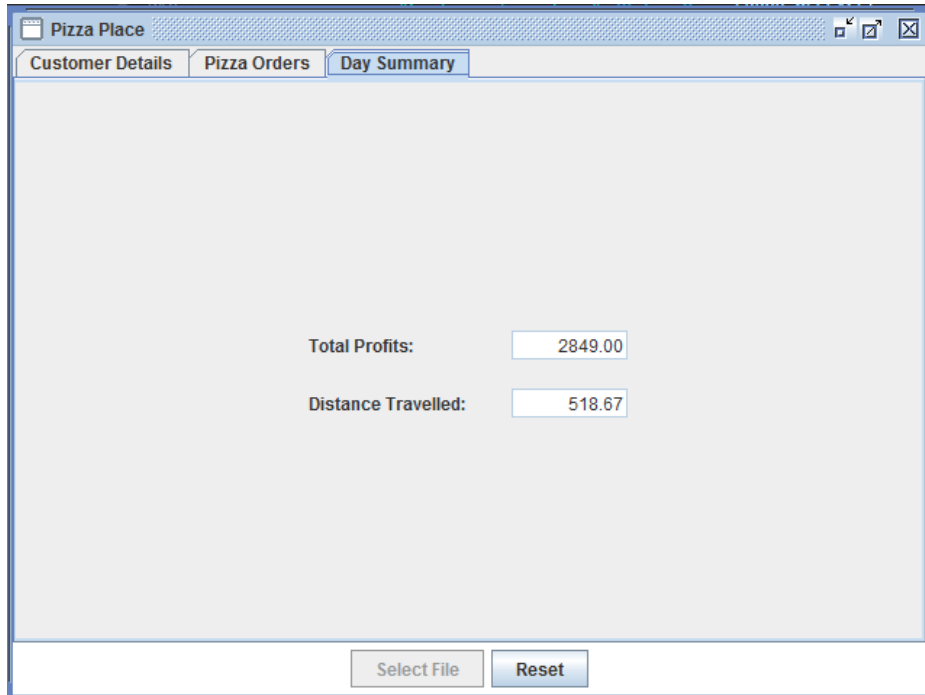 Pizza Place
Customer Details Pizza Orders Day Summary
Total Profits: 2849.00
Distance Travelled: 518.67
Select File Reset